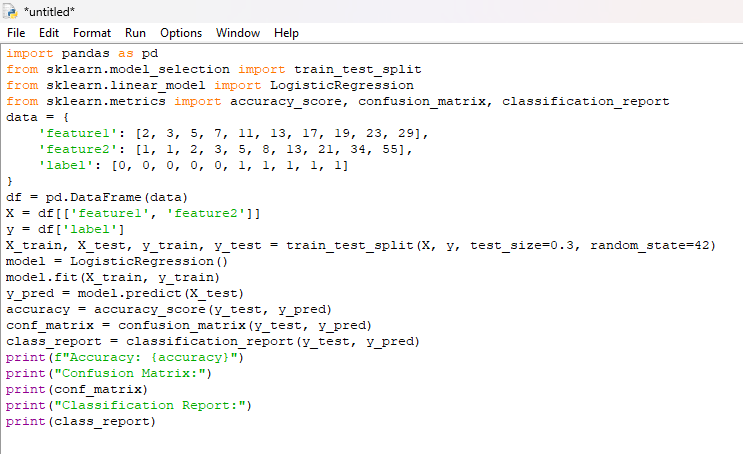 *untitled*
File Edit Format Run Options Window Help
import pandas as pd
from sklearn.model_selection import train_test_split
from sklearn.linear_model import LogisticRegression
from sklearn.metrics import accuracy_score, confusion_matrix, classification_report
data = {
    'feature1': [2, 3, 5, 7, 11, 13, 17, 19, 23, 29],
    'feature2': [1, 1, 2, 3, 5, 8, 13, 21, 34, 55],
    'label': [0, 0, 0, 0, 0, 1, 1, 1, 1, 1]
}
df = pd.DataFrame(data)
X = df[['feature1', 'feature2']]
y = df['label']
X_train, X_test, y_train, y_test = train_test_split(X, y, test_size=0.3, random_state=42)
model = LogisticRegression()
model.fit(X_train, y_train)
y_pred = model.predict(X_test)
accuracy = accuracy_score(y_test, y_pred)
conf_matrix = confusion_matrix(y_test, y_pred)
class_report = classification_report(y_test, y_pred)
print(f"Accuracy: {accuracy}")
print("Confusion Matrix:")
print(conf_matrix)
print("Classification Report:")
print(class_report)